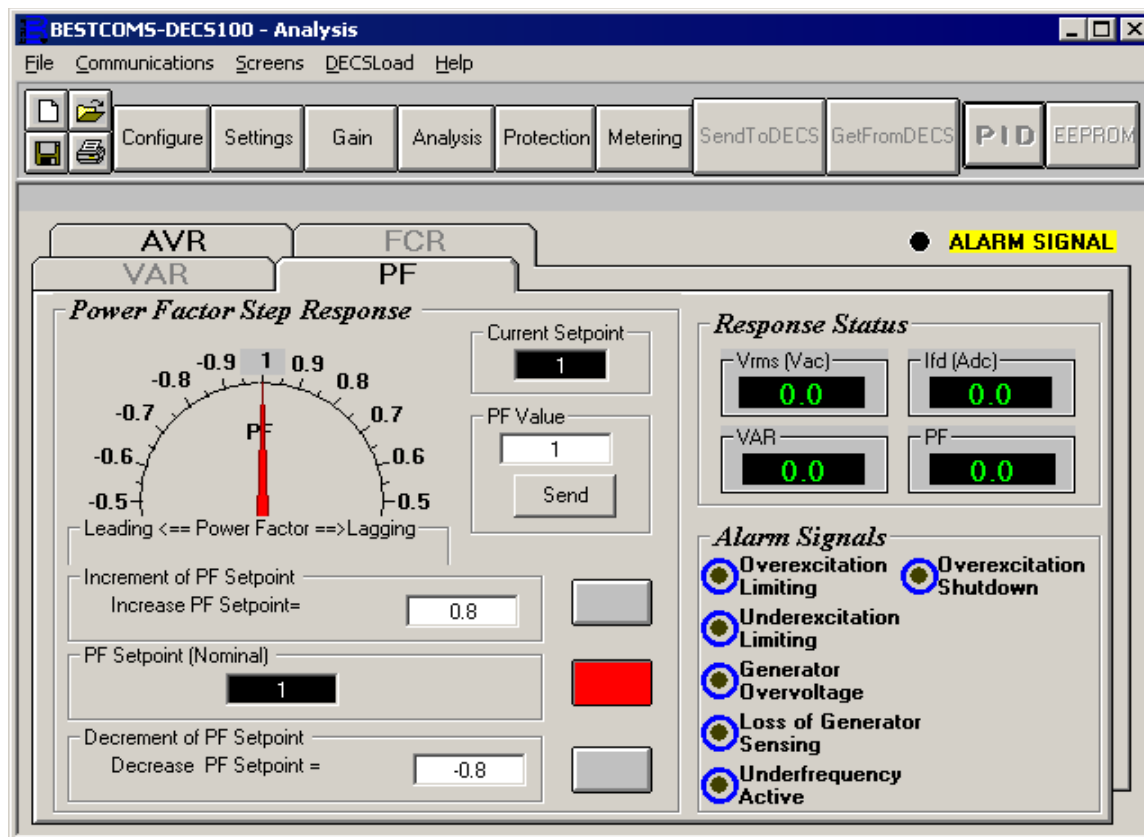 BESTCOMS-DECS100 - Analysis
File Communications Screens DECSLoad Help
Configure Settings Gain Analysis Protection Metering SendToDECS GetFromDECS PID EEPROM
AVR FCR
ALARM SIGNAL
VAR PF
Power Factor Step Response
-0.5 -0.6 -0.7 -0.8 -0.9 1 0.9 0.8 0.7 0.6 0.5
PF
Leading <== Power Factor ==>Lagging
Current Setpoint
1
PF Value
1
Send
Increment of PF Setpoint
Increase PF Setpoint= 0.8
PF Setpoint (Nominal)
1
Decrement of PF Setpoint
Decrease PF Setpoint = -0.8
Response Status
Vrms (Vac) Ifd (Adc)
0.0 0.0
VAR PF
0.0 0.0
Alarm Signals
Overexcitation
Limiting
Overexcitation
Shutdown
Underexcitation
Limiting
Generator
Overvoltage
Loss of Generator
Sensing
Underfrequency
Active